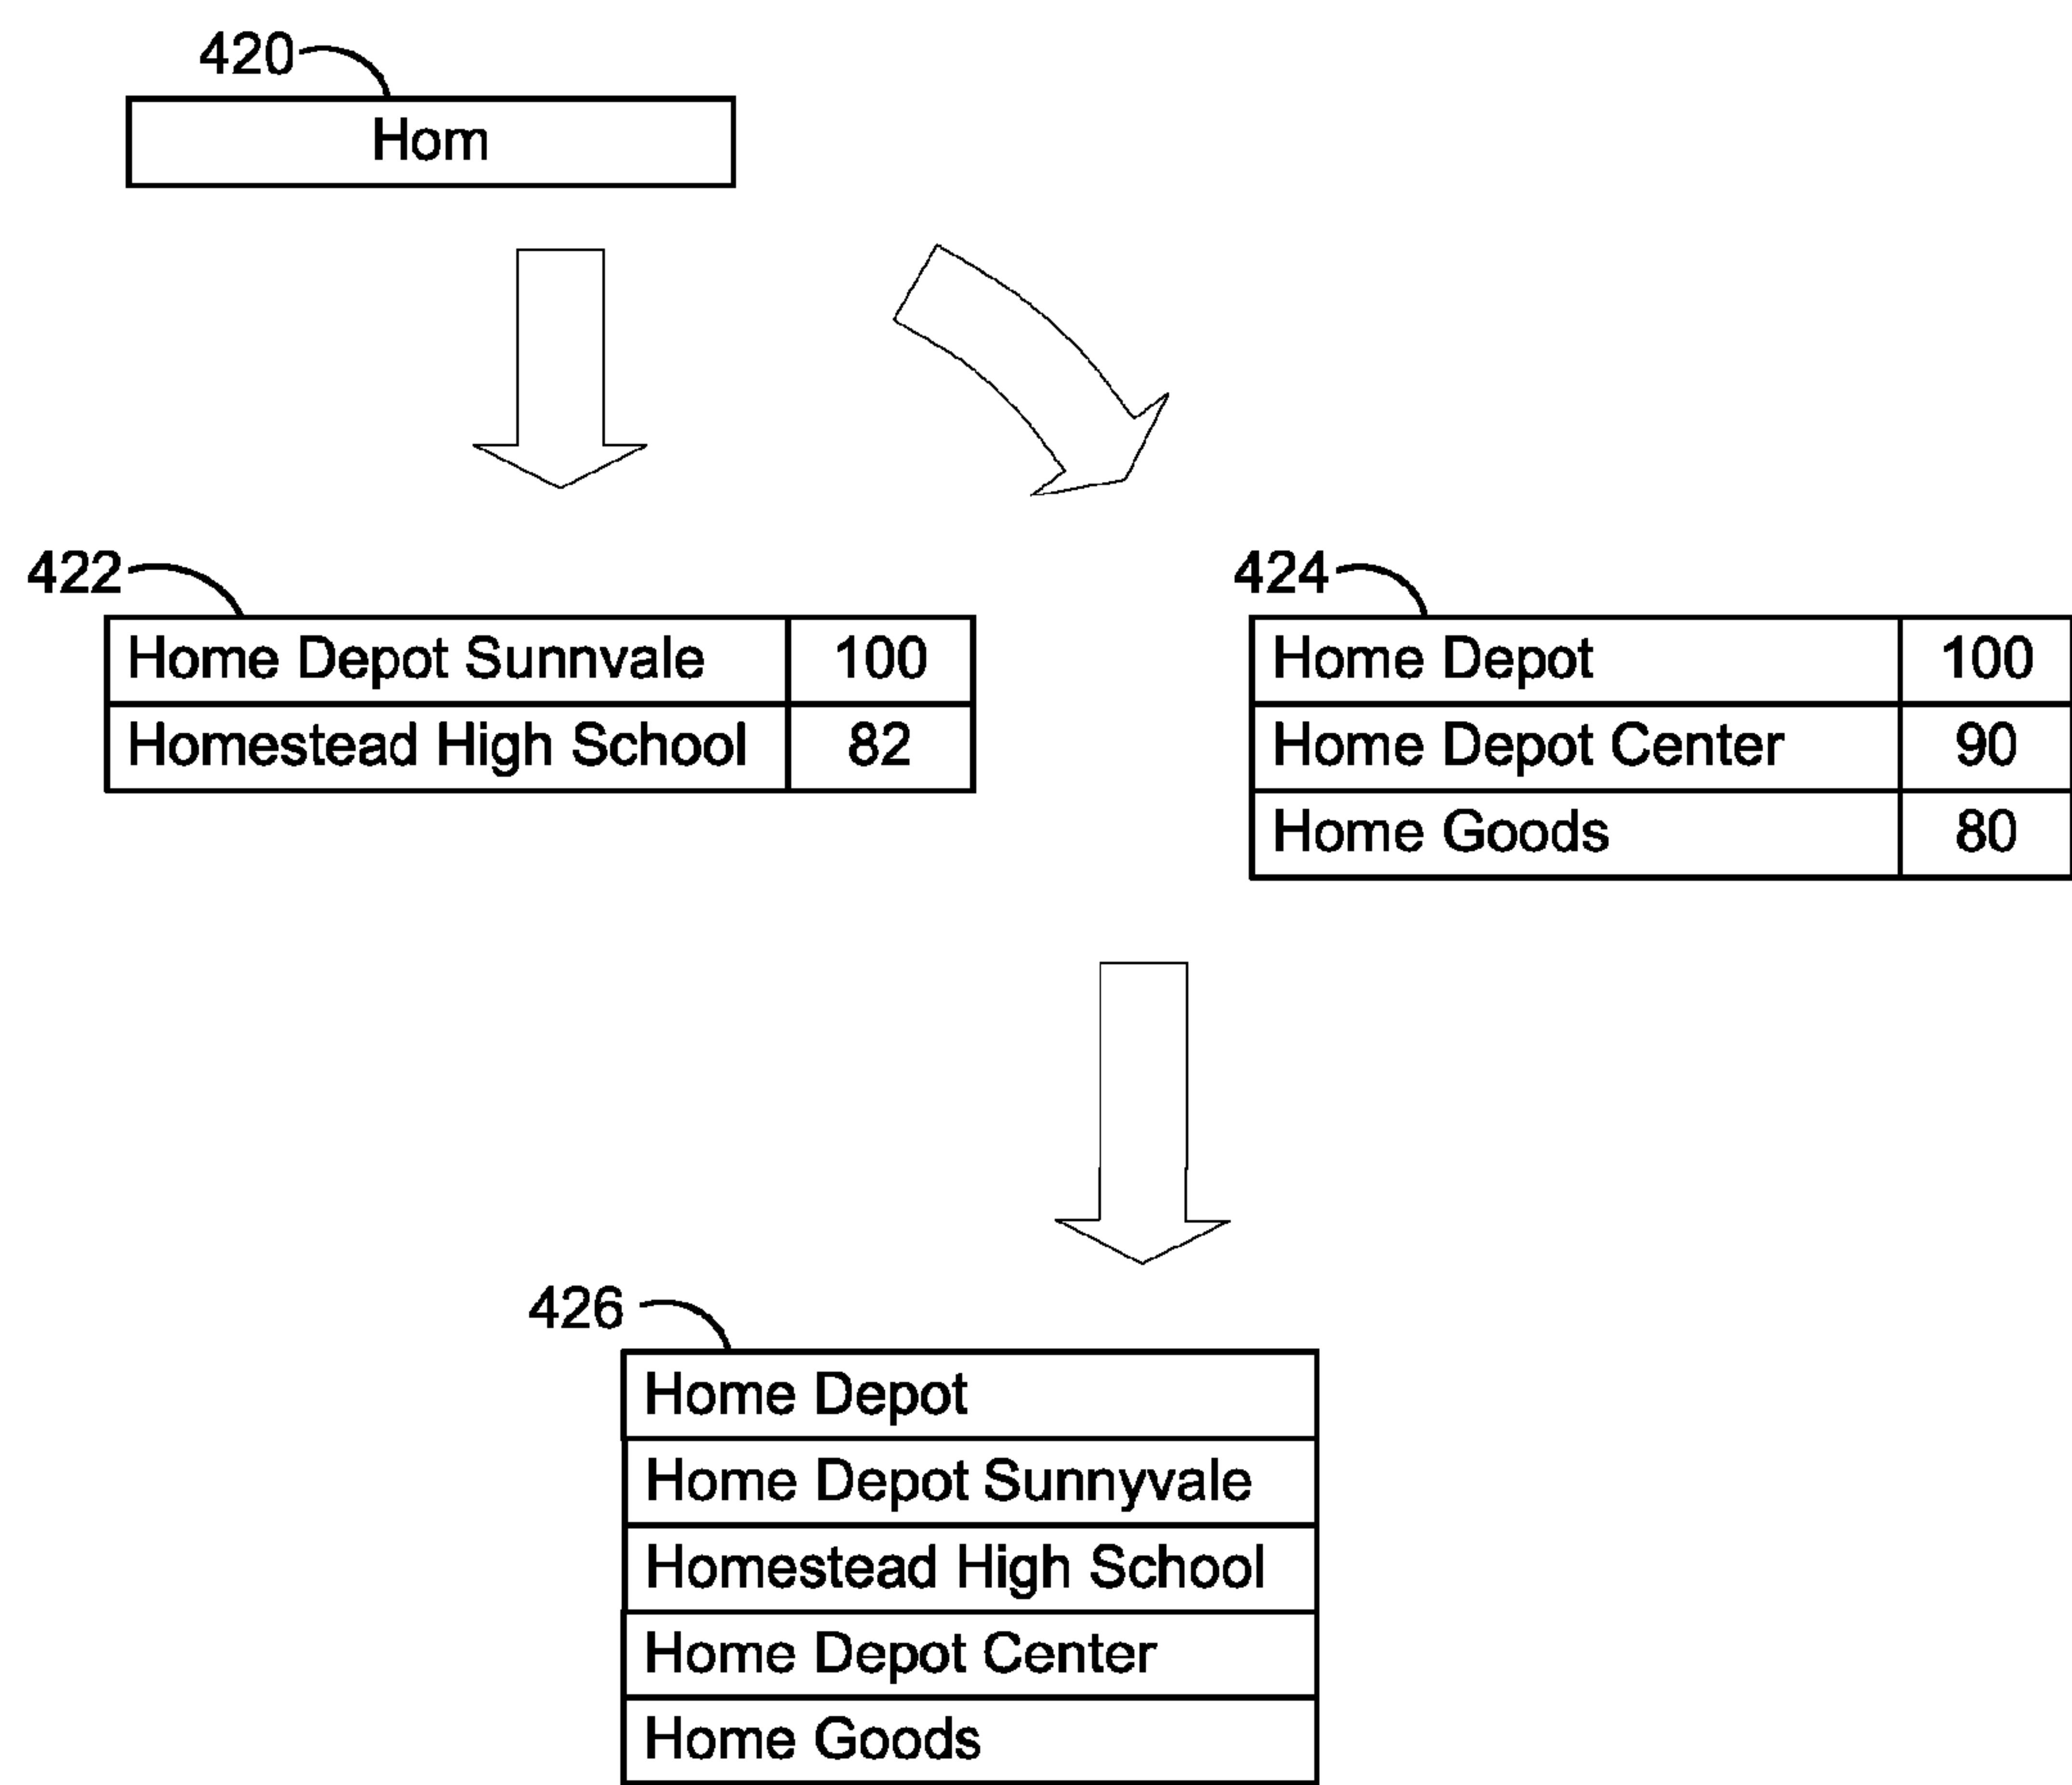 420
Hom
422
Home Depot Sunnvale 100
Homestead High School 82
424
Home Depot 100
Home Depot Center 90
Home Goods 80
426
Home Depot
Home Depot Sunnyvale
Homestead High School
Home Depot Center
Home Goods